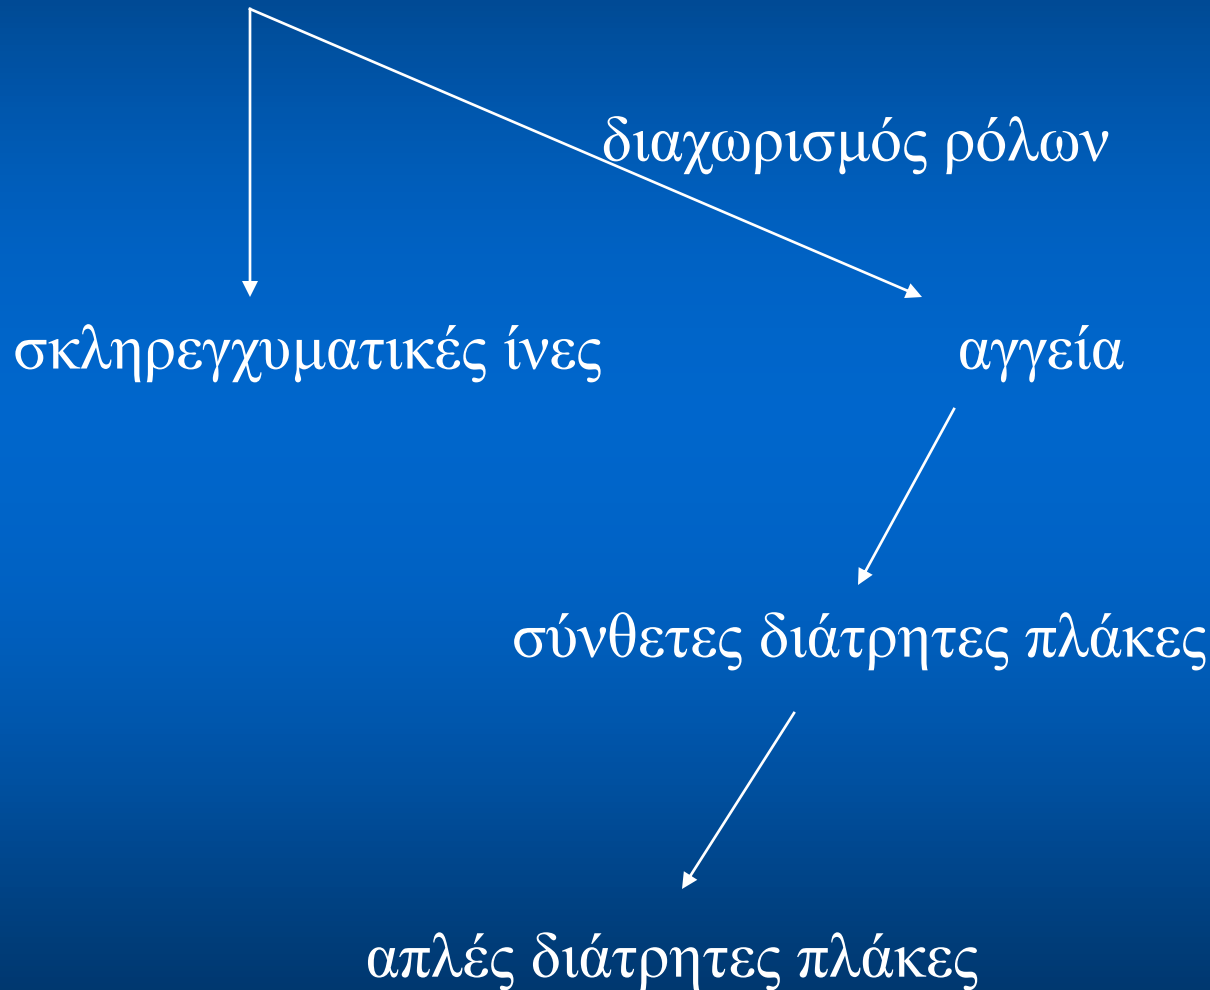 διαχωρισμός ρόλων
σκληρεγχυματικές ίνες
αγγεία
σύνθετες διάτρητες πλάκες
απλές διάτρητες πλάκες